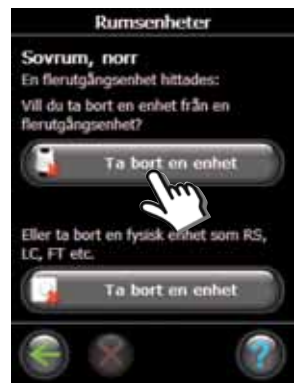 Rumsenheter
Sovrum, norr
En flerutgångsenhet hittades:
Vill du ta bort en enhet från en
flerutgångsenhet?
Ta bort en enhet
Eller ta bort en fysisk enhet som RS,
LC, FT etc.
Ta bort en enhet
?